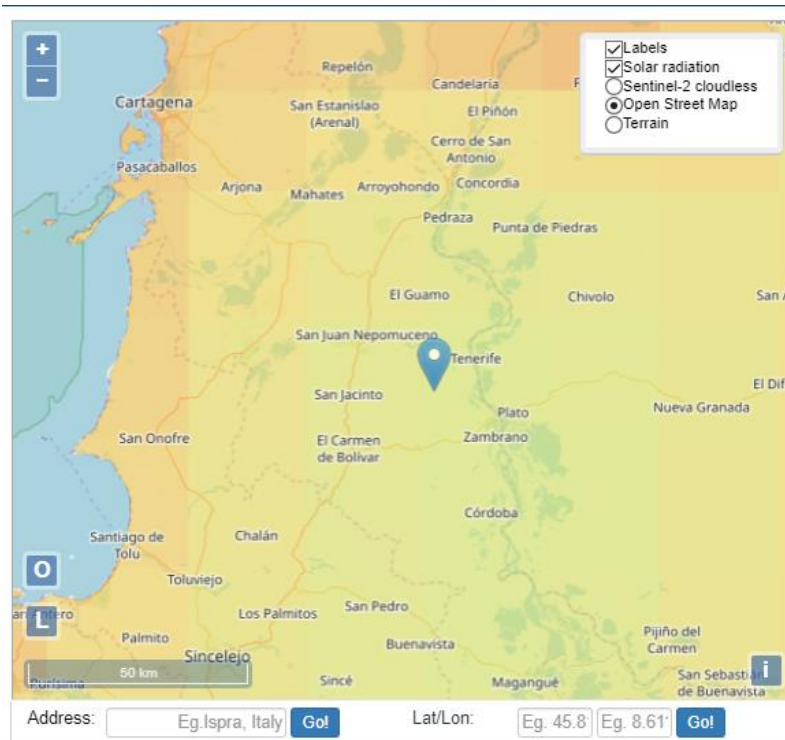 +
−
Labels
Solar radiation
Sentinel-2 cloudless
Open Street Map
Terrain
Repelón
Candelaria
Cartagena
San Estanislao
(Arenal)
El Piñón
Cerro de San
Antonio
Pasacaballos
Arjona
Mahates
Arroyohondo
Concordia
Pedraza
Punta de Piedras
El Guamo
Chivolo
San Juan Nepomuceno
Tenerife
San Jacinto
Plato
Nueva Granada
San Onofre
El Carmen
de Bolívar
Zambrano
Córdoba
Santiago de
Tolu
Chalán
O
Toluviejo
L
Los Palmitos
San Pedro
Palmito
Buenavista
Pijiño del
Carmen
Sincelejo
50 km
Purísima
Sincé
Magangué
San Sebastián
de Buenavista
i
Address:
Eg.Ispra, Italy
Go!
Lat/Lon:
Eg. 45.8
Eg. 8.61
Go!